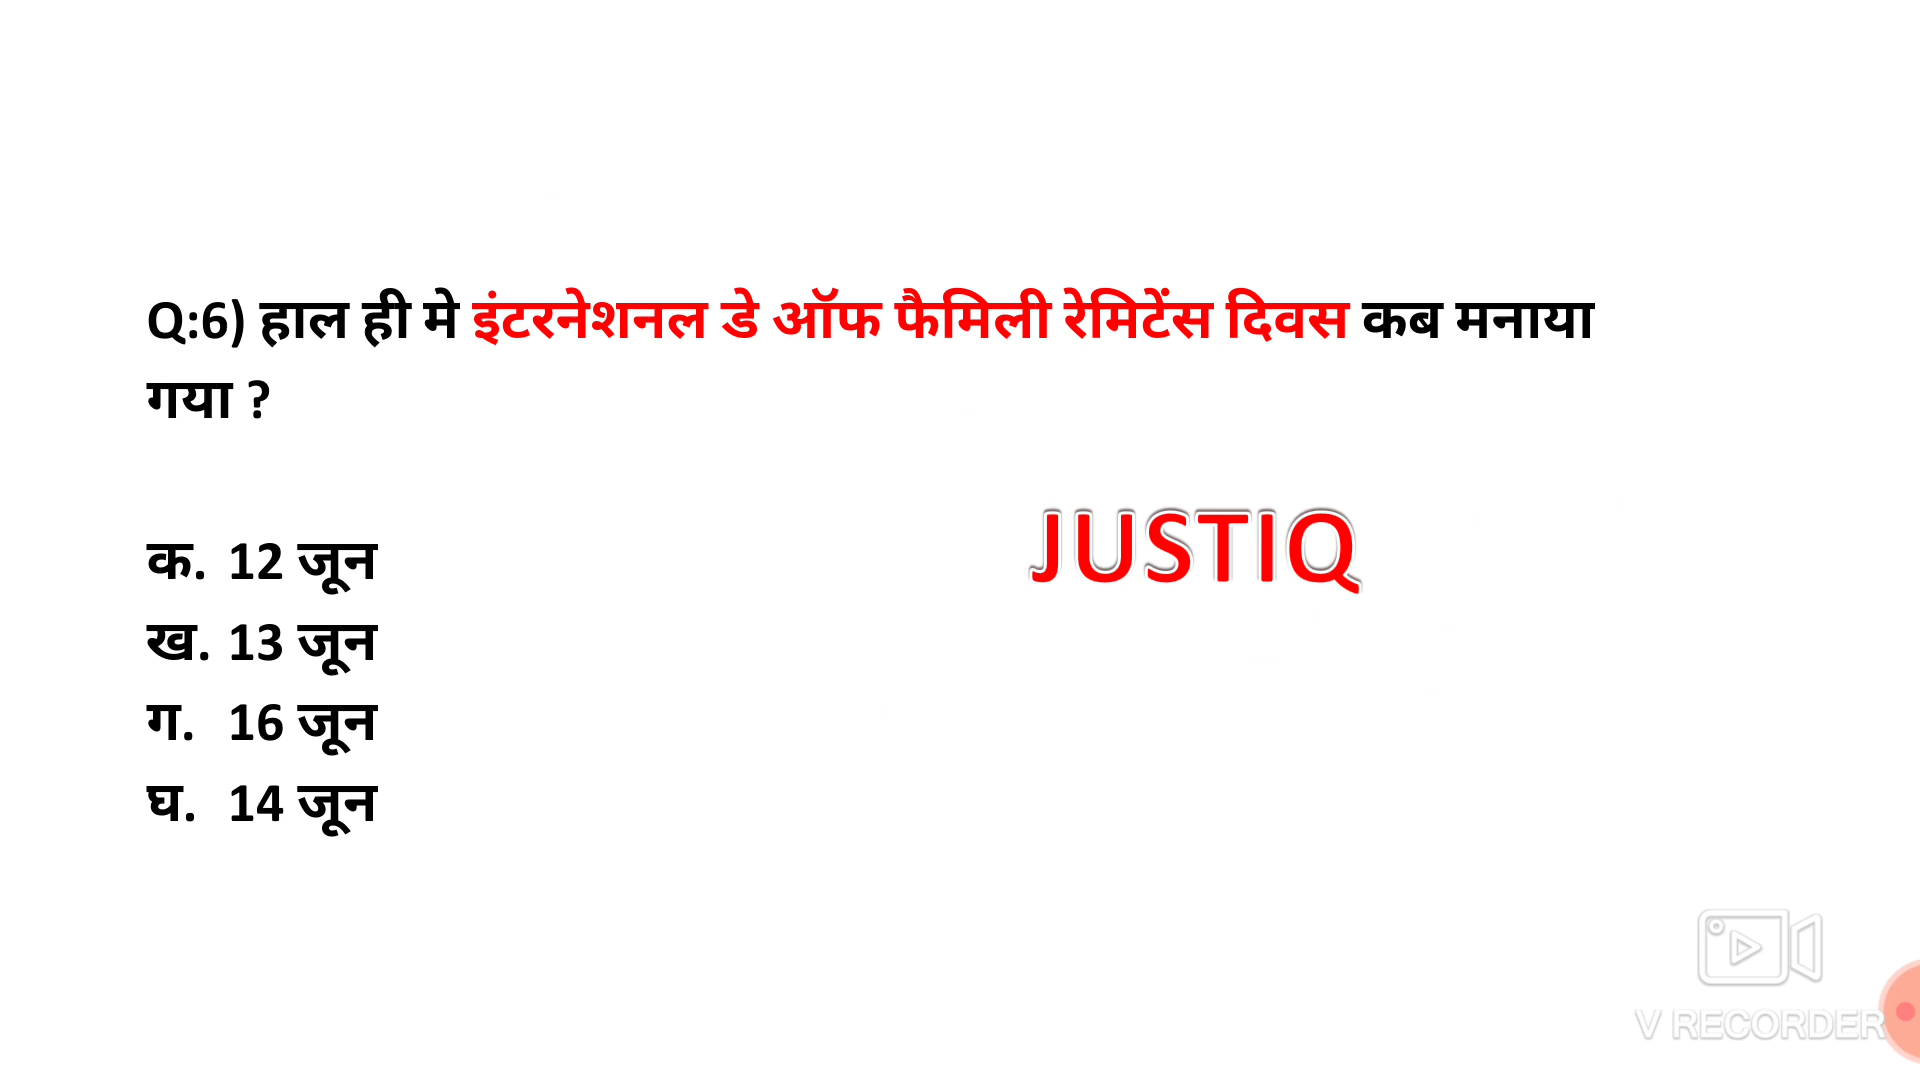 Q:6) हाल ही मे इंटरनेशनल डे ऑफ फैमिली रेमिटेंस दिवस कब मनाया
गया ?
JUSTIQ
क. 12 जून
ख. 13 जून
ग. 16 जून
घ. 14 जून
V RECORDER